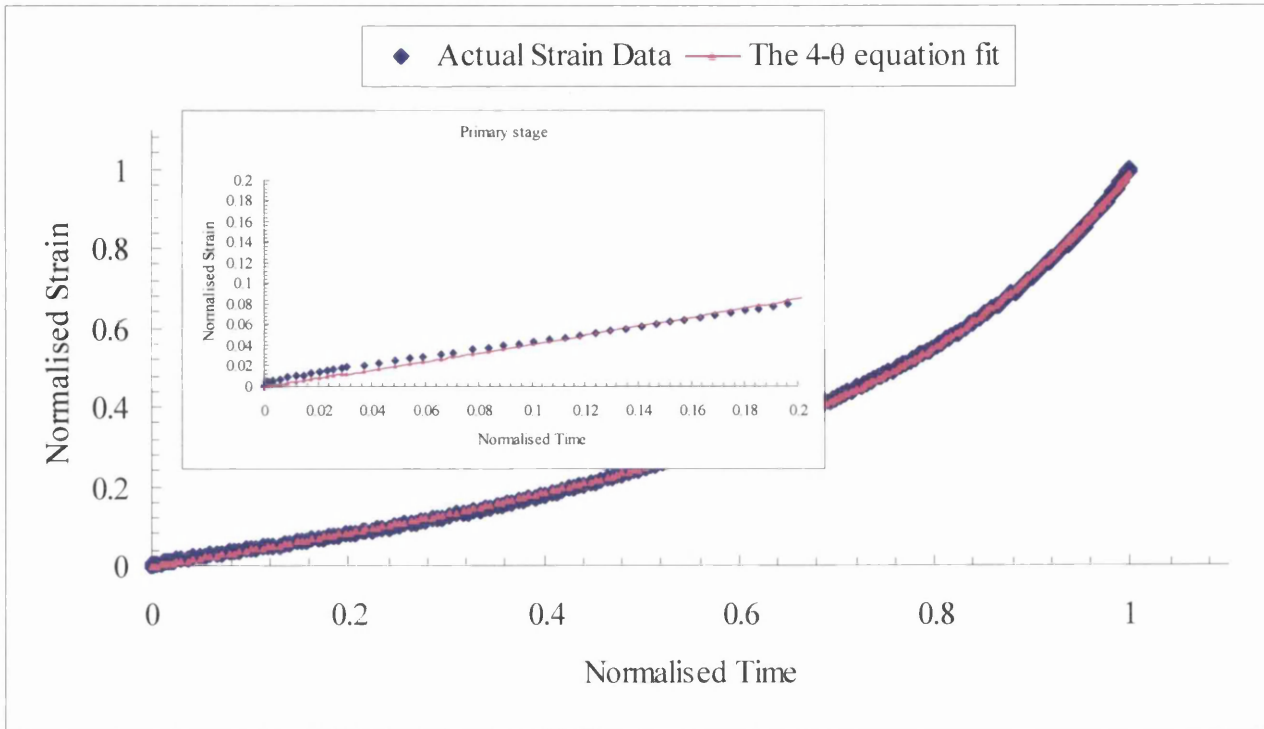 Actual Strain Data The 4-θ equation fit
Primary stage
Normalised Strain
0.2
0.18
0.16
0.14
0.12
0.1
0.08
0.06
0.04
0.02
0
0 0.02 0.04 0.06 0.08 0.1 0.12 0.14 0.16 0.18 0.2
Normalised Time
Normalised Strain
1
0.8
0.6
0.4
0.2
0
0 0.2 0.4 0.6 0.8 1
Normalised Time